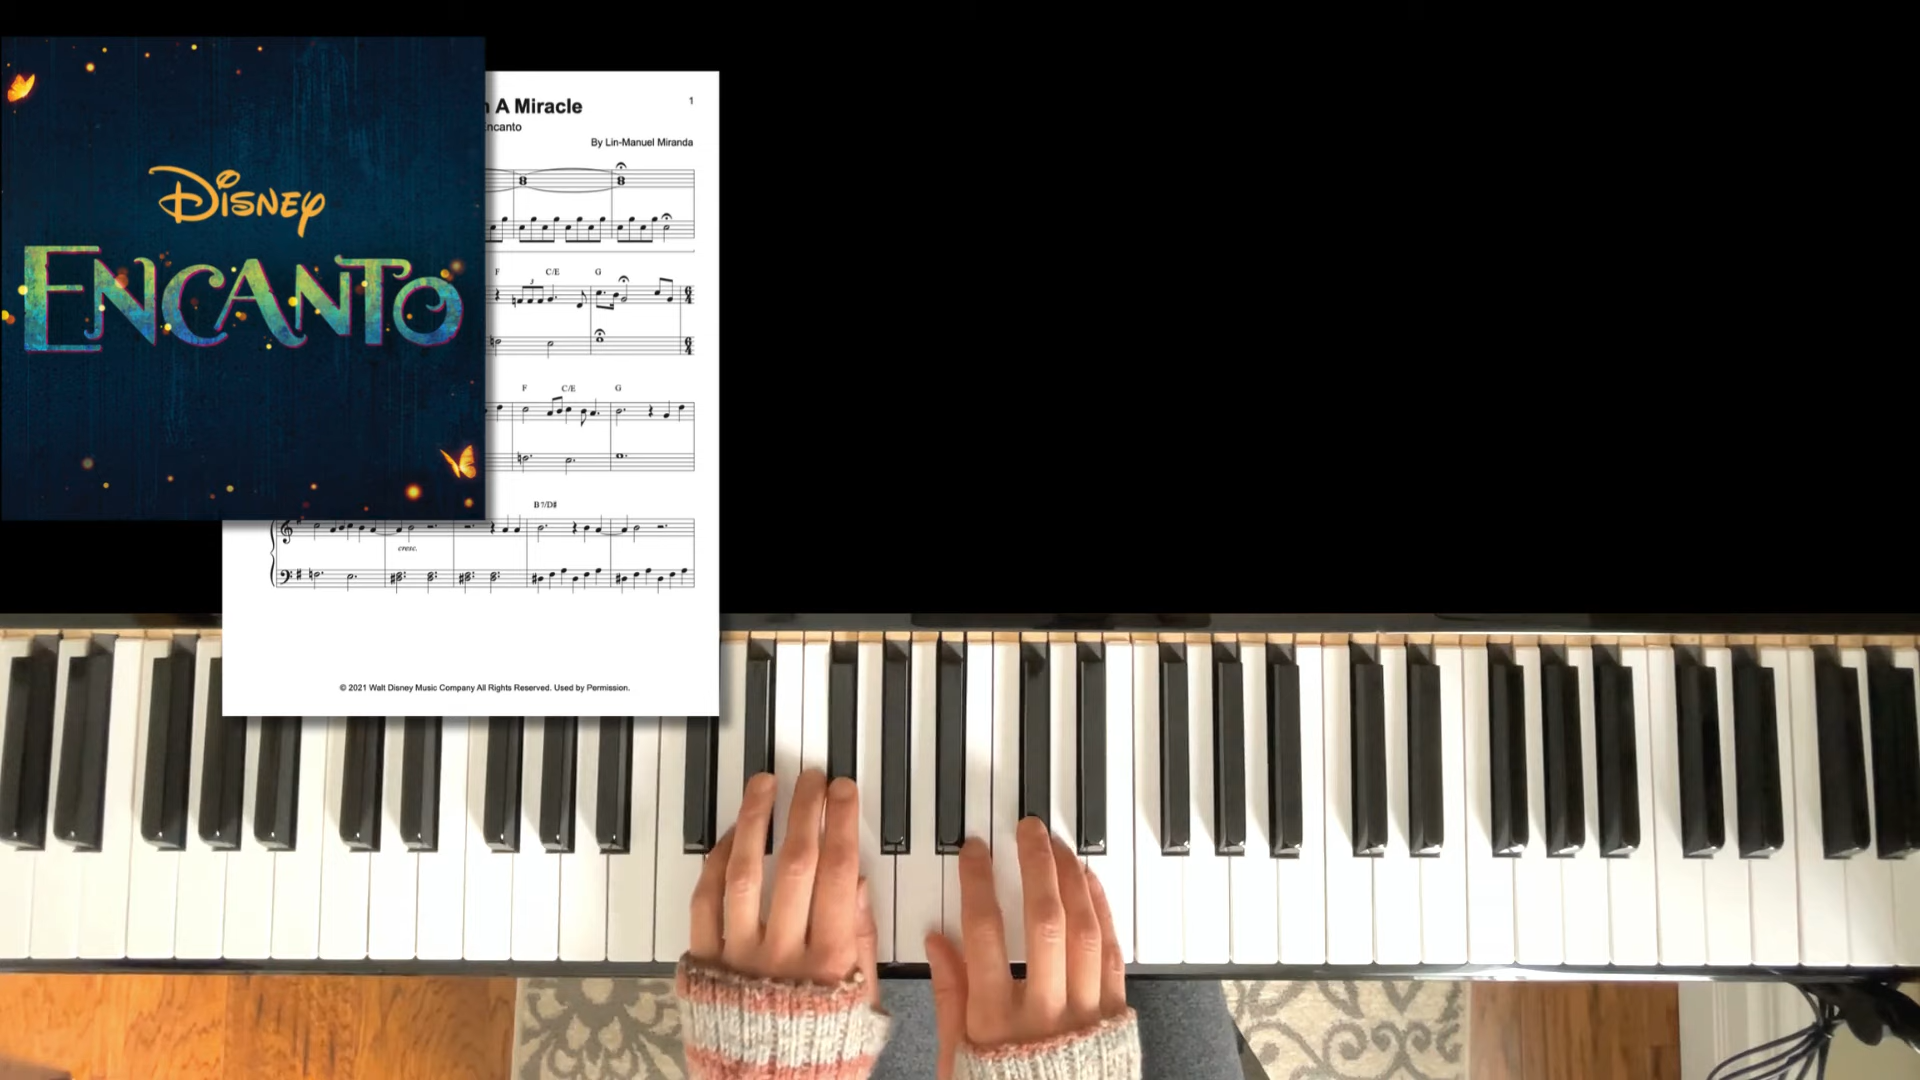 DISNEY
ENCANTO
A Miracle
1
Encanto
By Lin-Manuel Miranda
F C/E G
F C/E G
B7/D#
cresc.
© 2021 Walt Disney Music Company All Rights Reserved. Used by Permission.